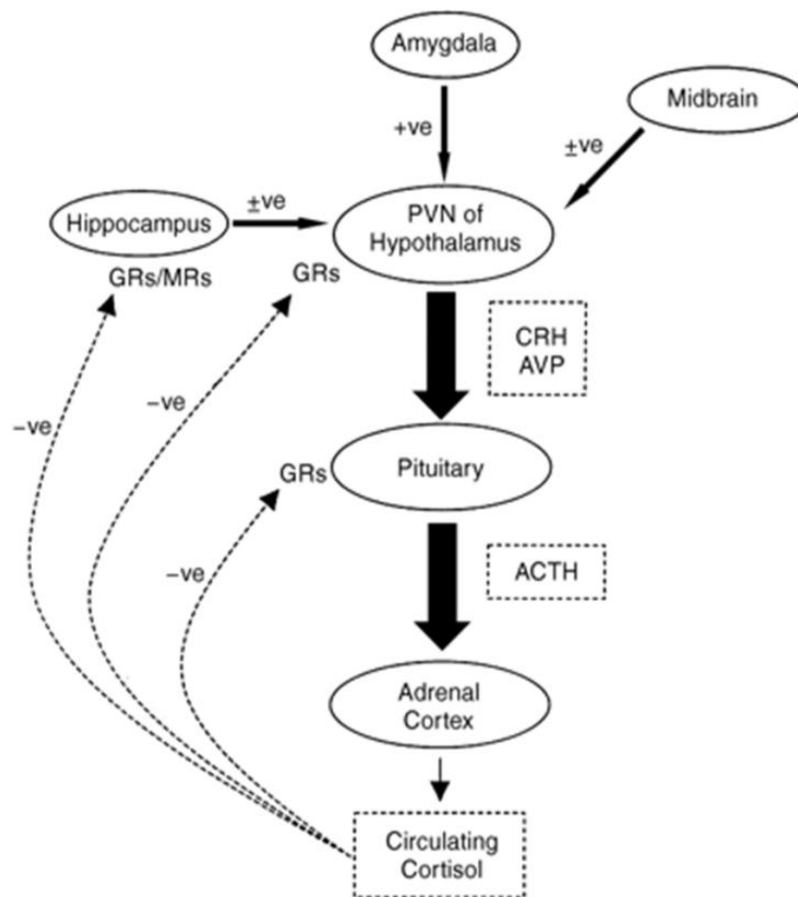 Amygdala
Midbrain
+ve
±ve
±ve
Hippocampus
PVN of
Hypothalamus
GRs/MRs
GRs
CRH
AVP
−ve
−ve
GRs
Pituitary
−ve
ACTH
Adrenal
Cortex
Circulating
Cortisol